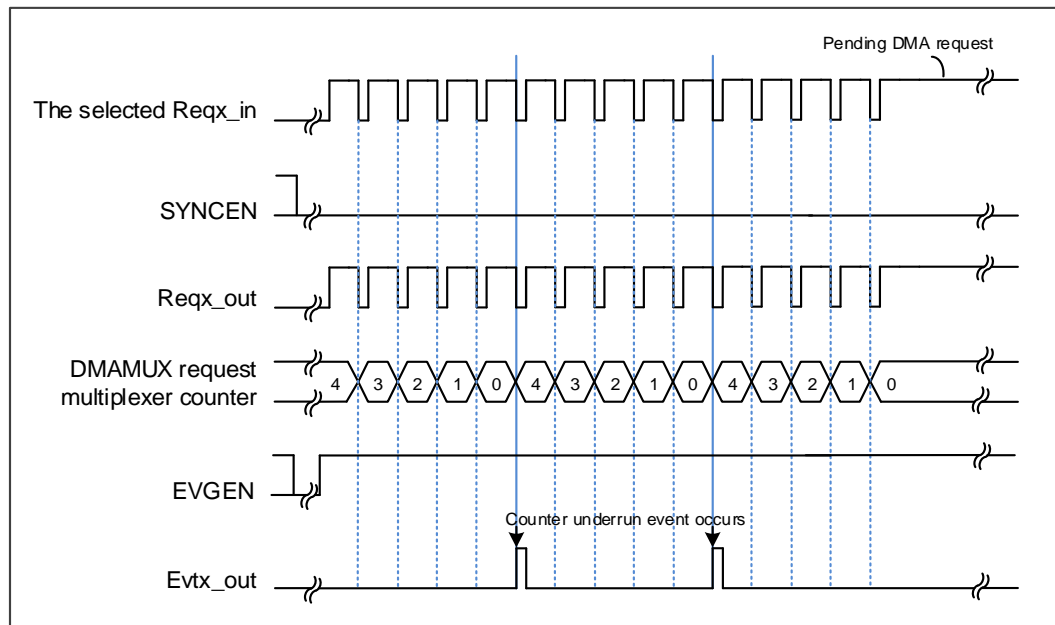 Pending DMA request
The selected Reqx_in
SYNCEN
Reqx_out
DMAMUX request
multiplexer counter
4 3 2 1 0 4 3 2 1 0 4 3 2 1 0
EVGEN
Counter underrun event occurs
Evtx_out